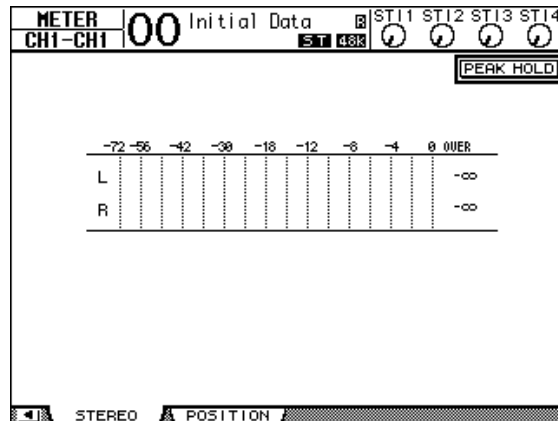 METER 00 Initial Data R STI1 STI2 STI3 STI4
CH1-CH1 ST 48k
PEAK HOLD
-72 -56 -42 -30 -18 -12 -8 -4 0 OVER
L -∞
R -∞
STEREO POSITION